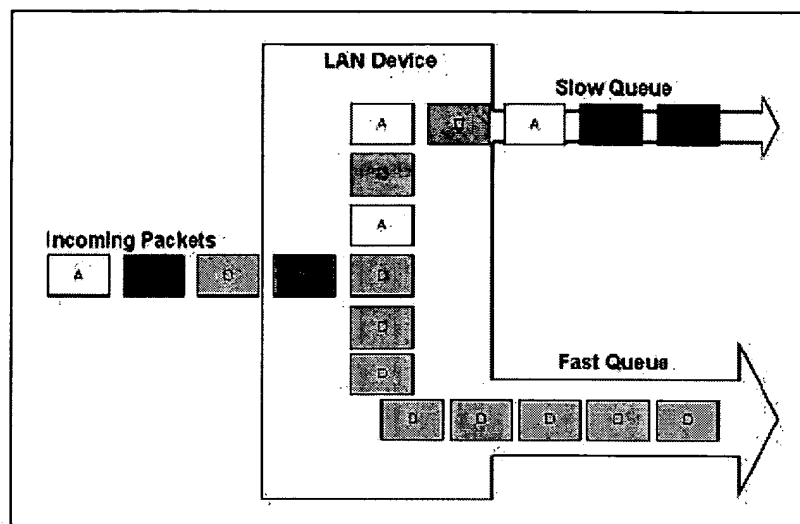 LAN Device
Slow Queue
A
D
A
D
A
Incoming Packets
A
D
D
D
D
Fast Queue
D D D D D